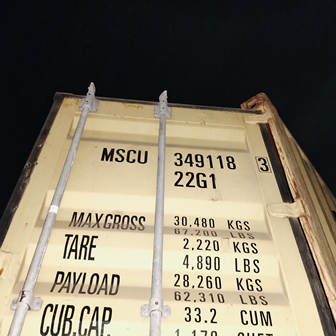 MSCU 349118 3
22G1
MAX GROSS 30,480 KGS
67,200 LBS
TARE 2,220 KGS
4,890 LBS
PAYLOAD 28,260 KGS
62,310 LBS
CUB.CAP. 33.2 CUM